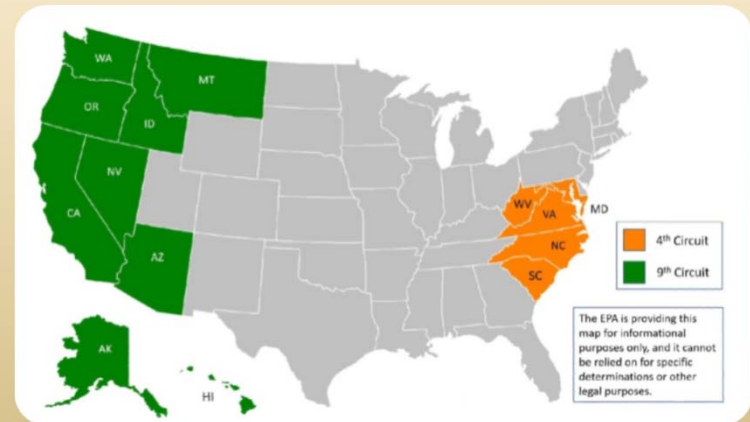 WA
MT
OR
ID
NV
CA
AZ
WV
VA
MD
NC
SC
4th Circuit
9th Circuit
The EPA is providing this
map for informational
purposes only, and it cannot
be relied on for specific
determinations or other
legal purposes.
AK
HI